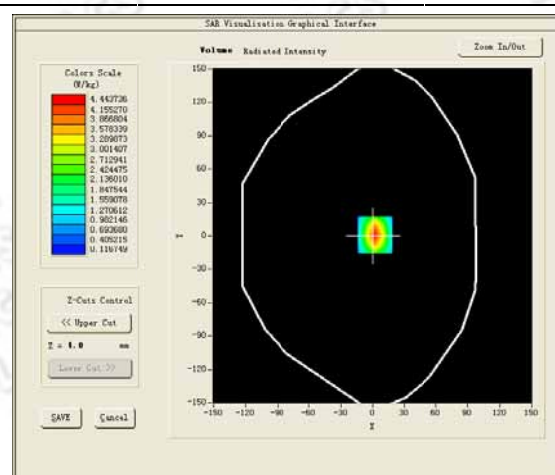 SAR Visualisation Graphical Interface
Volume Radiated Intensity
Zoom In/Out
Colors Scale
(W/kg)
4.443736
4.155270
3.866804
3.578339
3.289873
3.001407
2.712941
2.424475
2.136010
1.847544
1.559078
1.270612
0.982146
0.693680
0.405215
0.116749
Z-Cuts Control
<< Upper Cut
Z = 4.0 mm
Lower Cut >>
SAVE Cancel
150
90
60
30
0
-30
-60
-90
-150
Y
-150 -120 -90 -60 -30 0 30 60 90 120 150
X